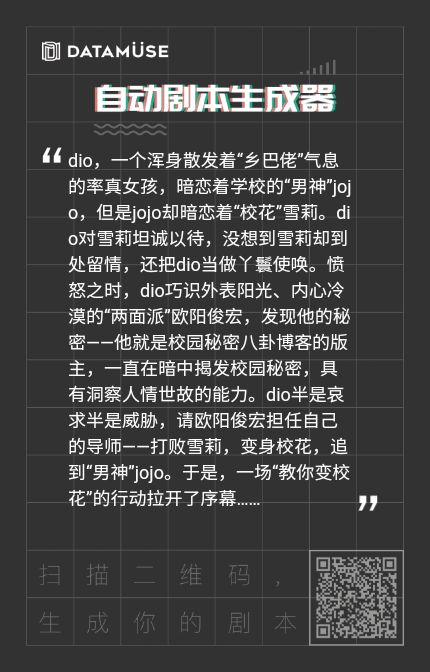 DATAMÜSE
自动剧本生成器
“
dio，一个浑身散发着“乡巴佬”气息
的率真女孩，暗恋着学校的“男神”joj
o，但是jojo却暗恋着“校花”雪莉。di
o对雪莉坦诚以待，没想到雪莉却到
处留情，还把dio当做丫鬟使唤。愤
怒之时，dio巧识外表阳光、内心冷
漠的“两面派”欧阳俊宏，发现他的秘
密——他就是校园秘密八卦博客的版
主，一直在暗中揭发校园秘密，具
有洞察人情世故的能力。dio半是哀
求半是威胁，请欧阳俊宏担任自己
的导师——打败雪莉，变身校花，追
到“男神”jojo。于是，一场“教你变校
花”的行动拉开了序幕……
”
扫描二维码，
生成你的剧本